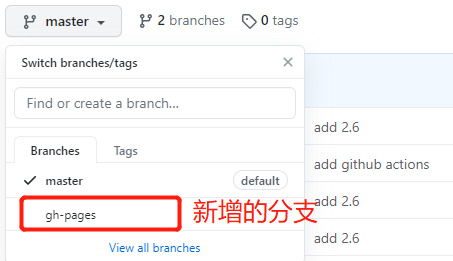 master
2 branches
0 tags
Switch branches/tags
Find or create a branch...
Branches
Tags
master
default
gh-pages
新增的分支
View all branches
add 2.6
add github actions
add 2.6
add 2.6